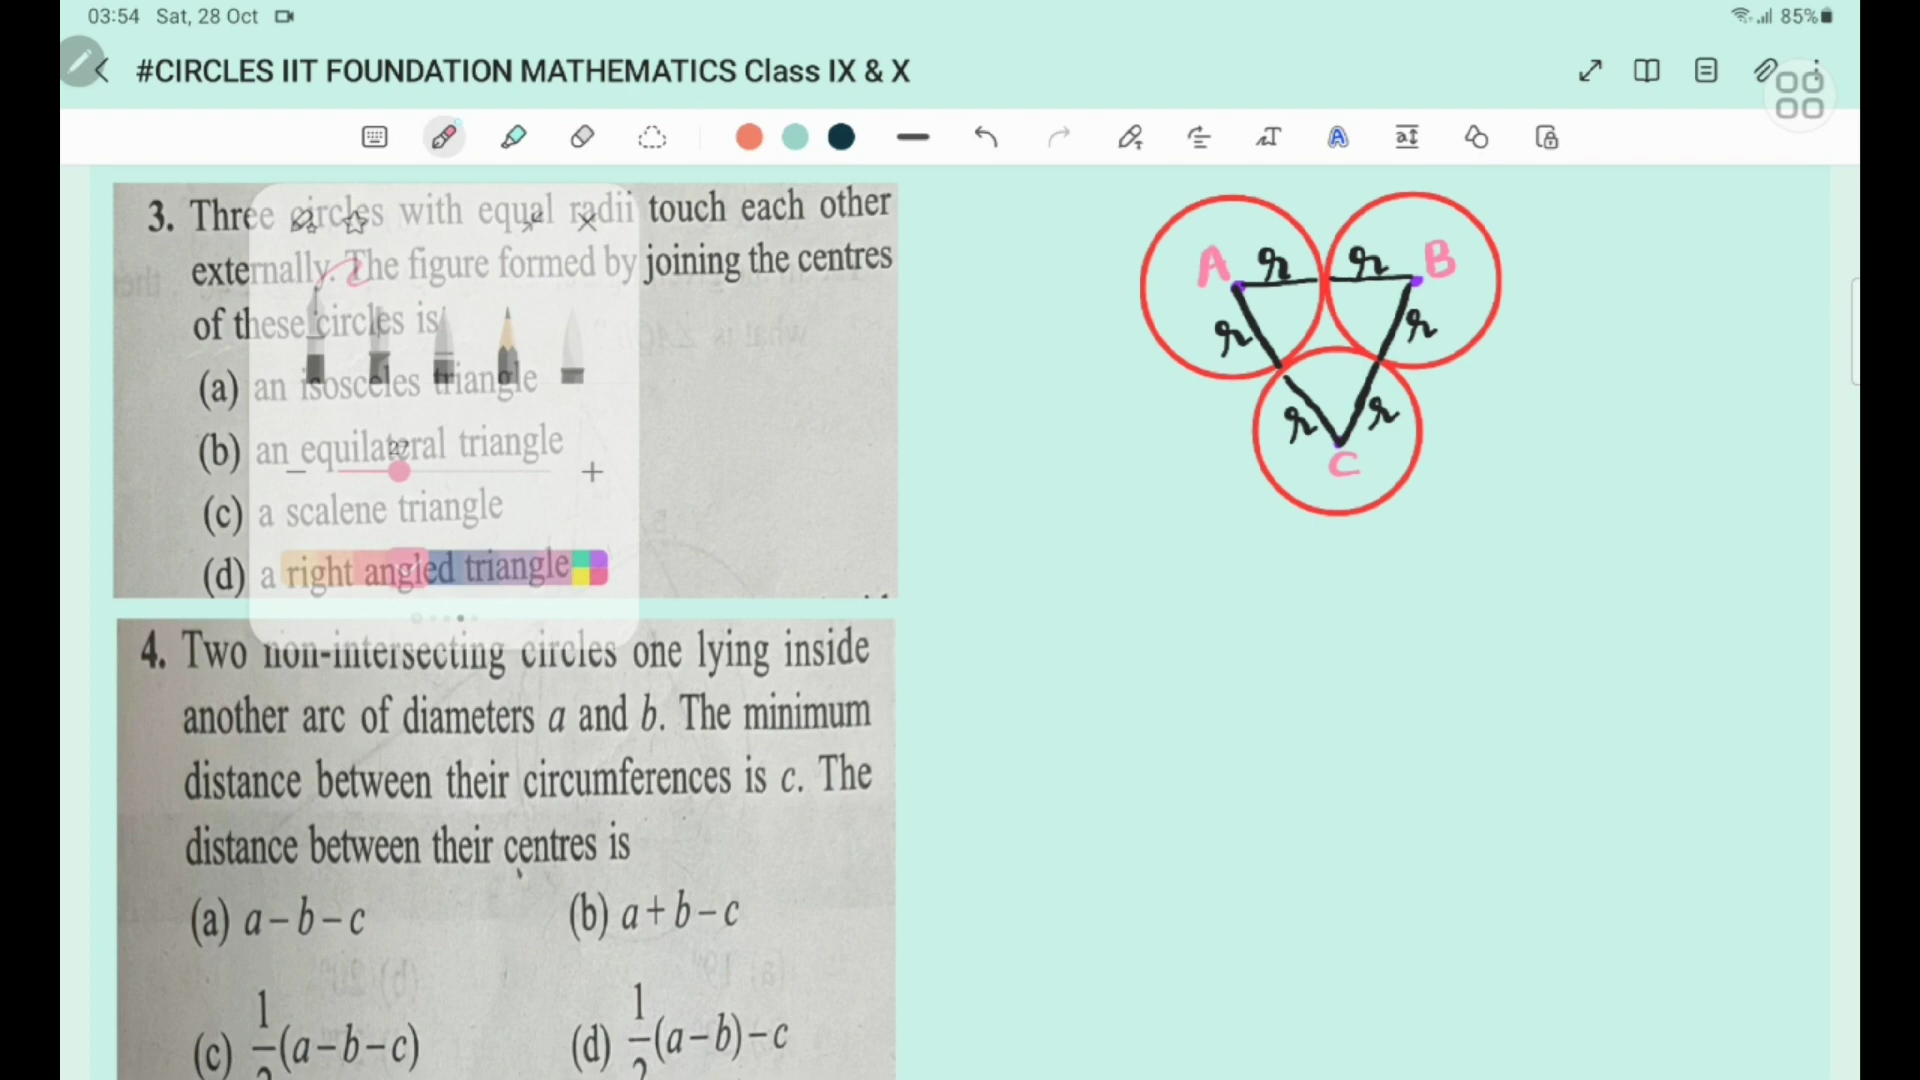 03:54 Sat, 28 Oct
85%
#CIRCLES IIT FOUNDATION MATHEMATICS Class IX & X
3. Three circles with equal radii touch each other
externally. The figure formed by joining the centres
of these circles is
(a) an isosceles triangle
(b) an equilateral triangle
27
(c) a scalene triangle
(d) a right angled triangle
A r r B
r r
r r
C
4. Two non-intersecting circles one lying inside
another arc of diameters a and b. The minimum
distance between their circumferences is c. The
distance between their centres is
(a) a – b – c (b) a + b – c
(c) 1/2 (a – b – c) (d) 1/2 (a – b) – c